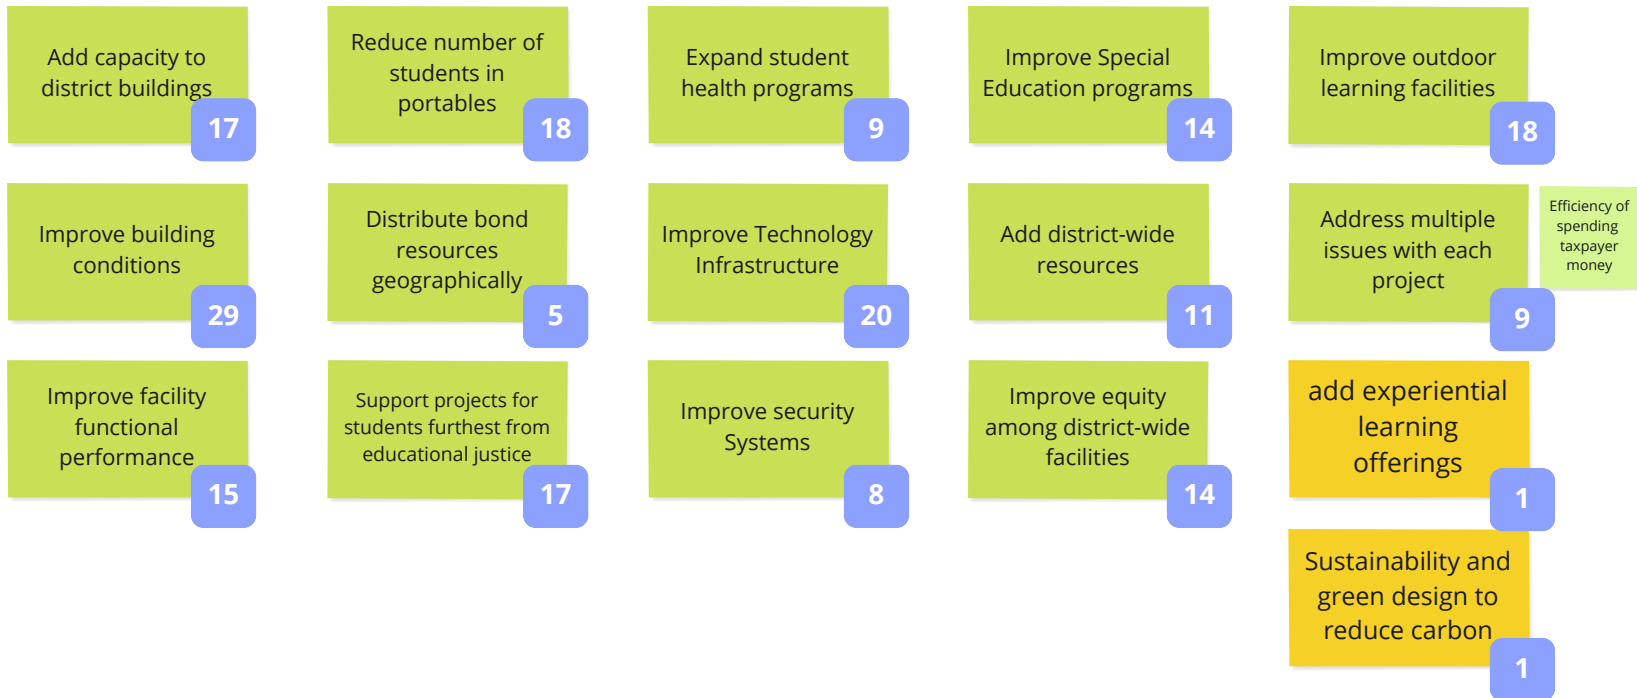 Add capacity to
district buildings
17
Reduce number of
students in
portables
18
Expand student
health programs
9
Improve Special
Education programs
14
Improve outdoor
learning facilities
18
Improve building
conditions
29
Distribute bond
resources
geographically
5
Improve Technology
Infrastructure
20
Add district-wide
resources
11
Address multiple
issues with each
project
9
Efficiency of
spending
taxpayer
money
Improve facility
functional
performance
15
Support projects for
students furthest from
educational justice
17
Improve security
Systems
8
Improve equity
among district-wide
facilities
14
add experiential
learning
offerings
1
Sustainability and
green design to
reduce carbon
1